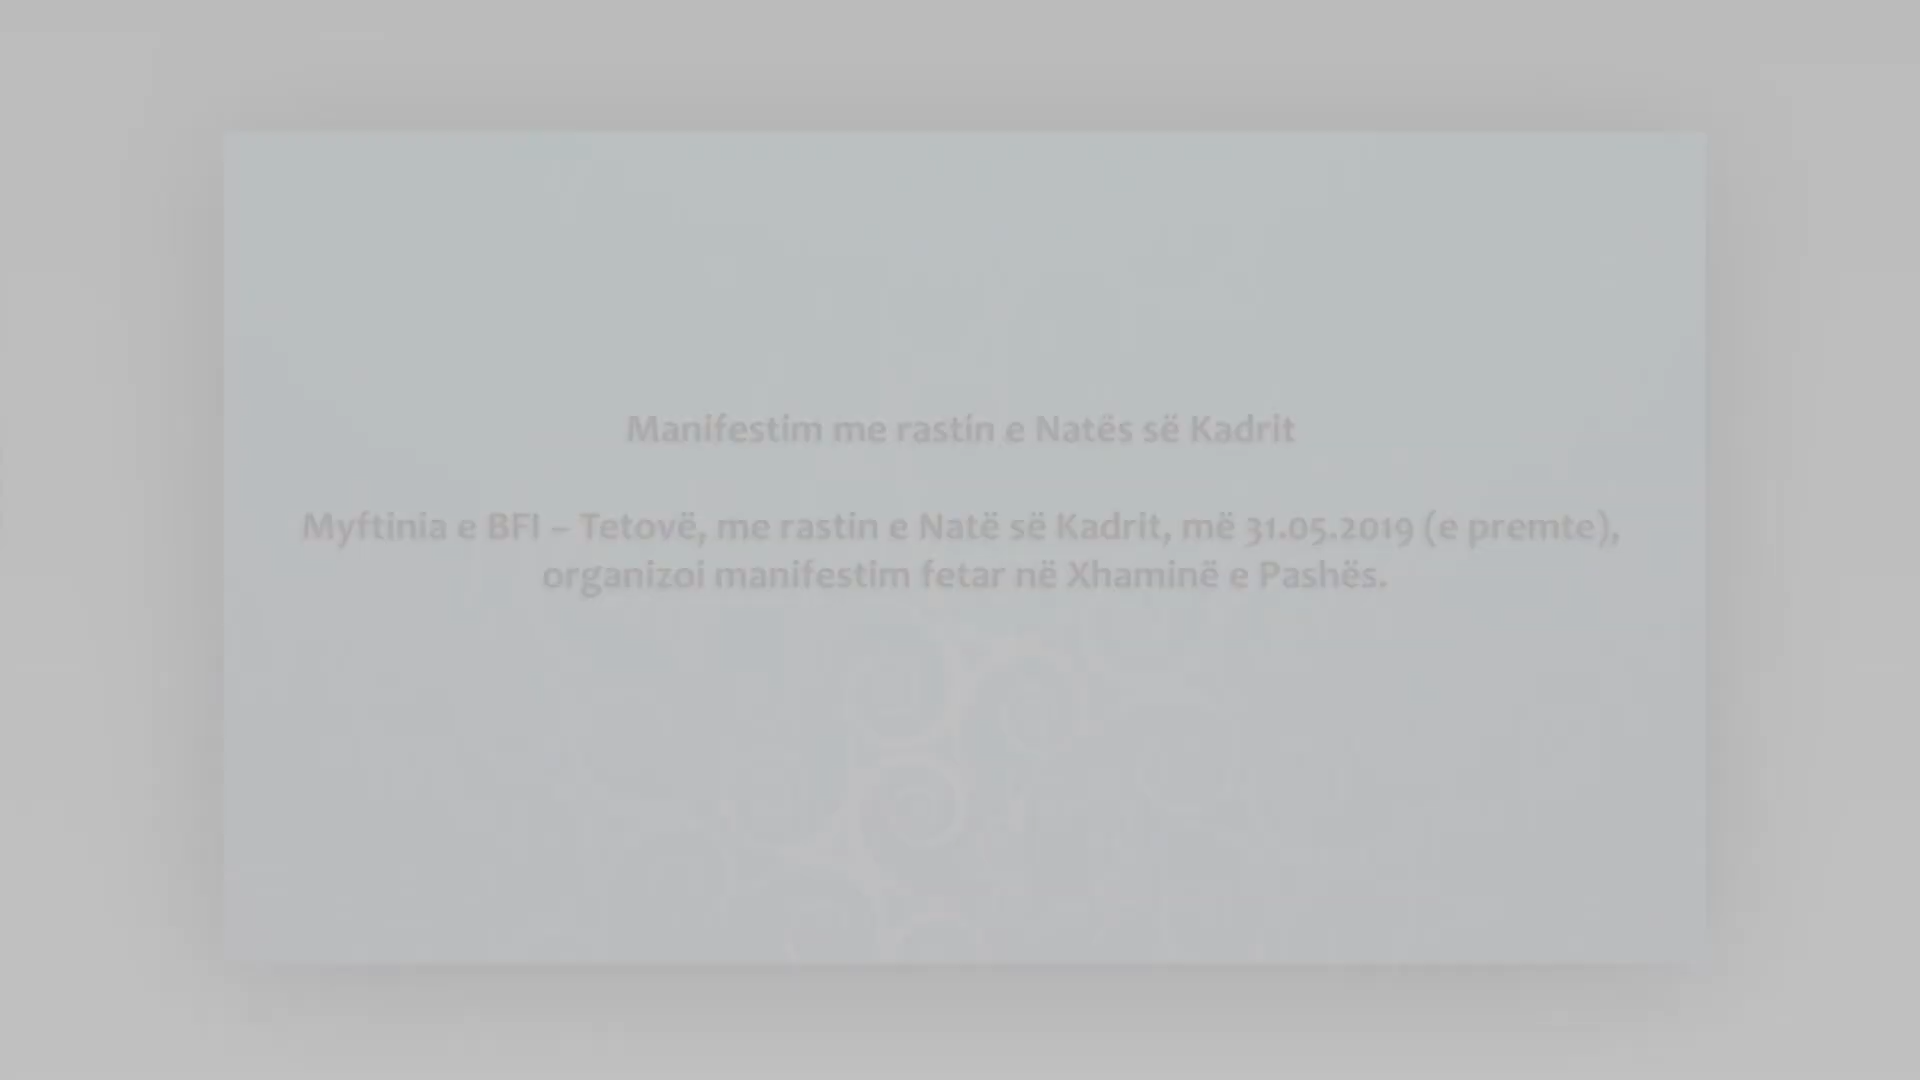 Manifestim me rastin e Natës së Kadrit
Myftinia e BFI – Tetovë, me rastin e Natë së Kadrit, më 31.05.2019 (e premte),
organizoi manifestim fetar në Xhaminë e Pashës.